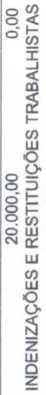 20.000,00 0,00
INDENIZAÇÕES E RESTITUIÇÕES TRABALHISTAS